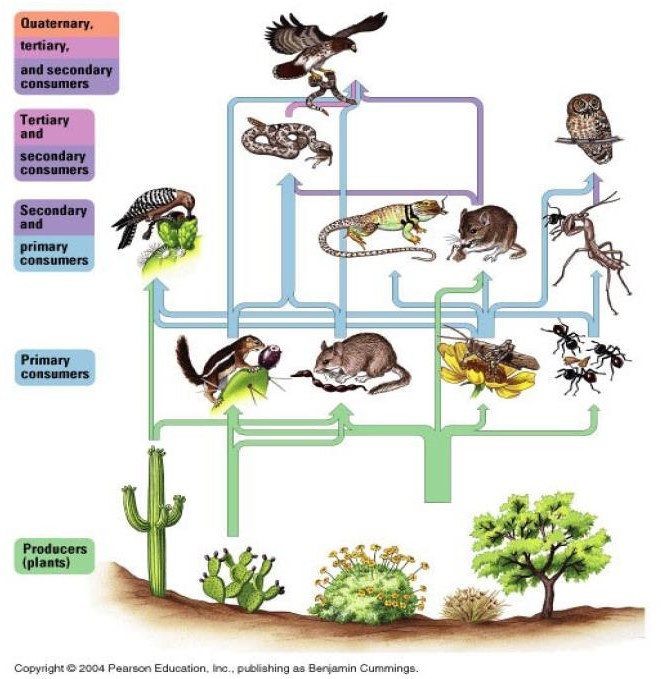 Quaternary,
tertiary,
and secondary
consumers
Tertiary
and
secondary
consumers
Secondary
and
primary
consumers
Primary
consumers
Producers
(plants)
Copyright © 2004 Pearson Education, Inc., publishing as Benjamin Cummings.